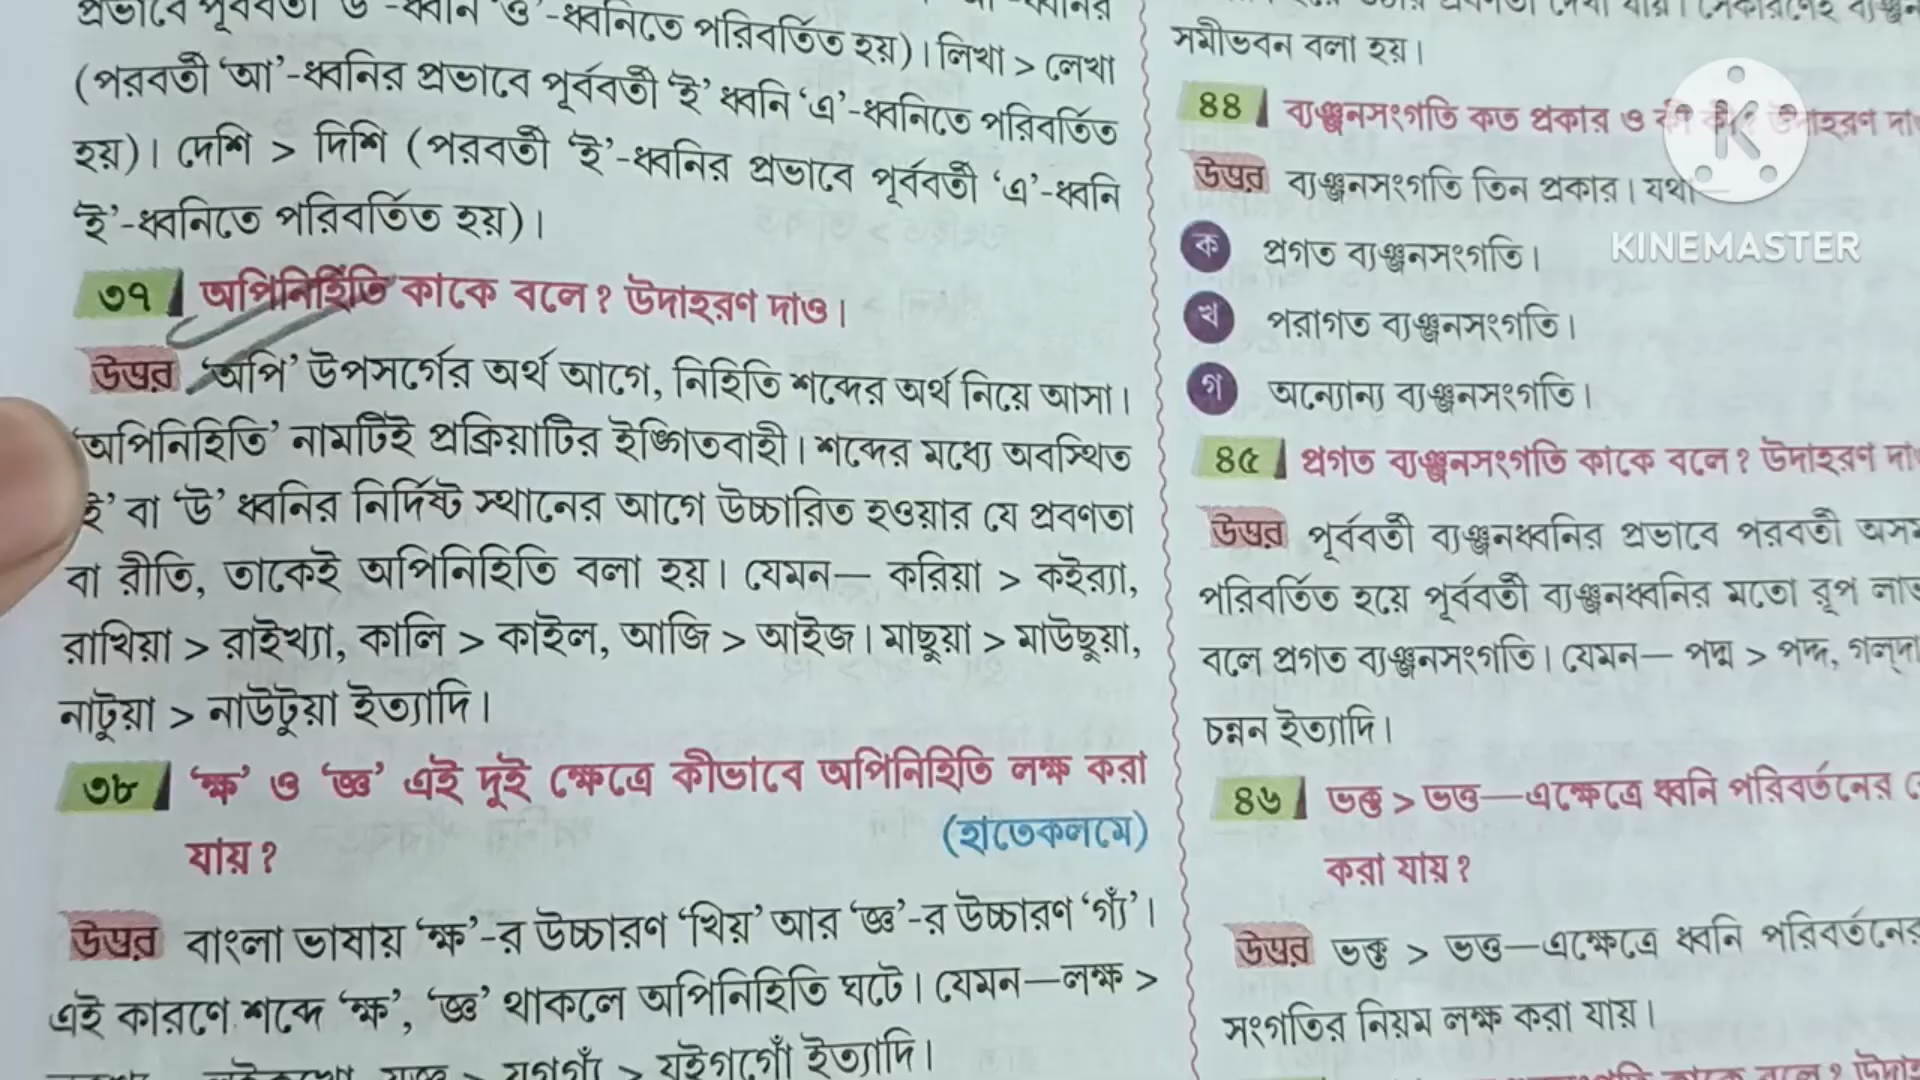 প্রভাবে পূর্ববর্তী 'উ'-ধ্বনি 'ও'-ধ্বনিতে পরিবর্তিত হয়)। লিখা > লেখা
(পরবর্তী 'আ'-ধ্বনির প্রভাবে পূর্ববর্তী 'ই' ধ্বনি 'এ'-ধ্বনিতে পরিবর্তিত
হয়)। দেশি > দিশি (পরবর্তী 'ই'-ধ্বনির প্রভাবে পূর্ববর্তী 'এ'-ধ্বনি
'ই'-ধ্বনিতে পরিবর্তিত হয়)।
৩৭ অপিনিহিতি কাকে বলে? উদাহরণ দাও।
উত্তর 'অপি' উপসর্গের অর্থ আগে, নিহিতি শব্দের অর্থ নিয়ে আসা।
'অপিনিহিতি' নামটিই প্রক্রিয়াটির ইঙ্গিতবাহী। শব্দের মধ্যে অবস্থিত
ই' বা 'উ' ধ্বনির নির্দিষ্ট স্থানের আগে উচ্চারিত হওয়ার যে প্রবণতা
বা রীতি, তাকেই অপিনিহিতি বলা হয়। যেমন— করিয়া > কইর‍্যা,
রাখিয়া > রাইখ্যা, কালি > কাইল, আজি > আইজ। মাছুয়া > মাউছুয়া,
নাটুয়া > নাউটুয়া ইত্যাদি।
৩৮ 'ক্ষ' ও 'জ্ঞ' এই দুই ক্ষেত্রে কীভাবে অপিনিহিতি লক্ষ করা
যায়? (হাতেকলমে)
উত্তর বাংলা ভাষায় 'ক্ষ'-র উচ্চারণ 'খিয়' আর 'জ্ঞ'-র উচ্চারণ 'গ্যঁ'।
এই কারণে শব্দে 'ক্ষ', 'জ্ঞ' থাকলে অপিনিহিতি ঘটে। যেমন—লক্ষ >
ইত্যাদি।
সমীভবন বলা হয়।
৪৪ ব্যঞ্জনসংগতি কত প্রকার ও কী কী? উদাহরণ
উত্তর ব্যঞ্জনসংগতি তিন প্রকার। যথা—
ক প্রগত ব্যঞ্জনসংগতি।
খ পরাগত ব্যঞ্জনসংগতি।
গ অন্যোন্য ব্যঞ্জনসংগতি।
৪৫ প্রগত ব্যঞ্জনসংগতি কাকে বলে? উদাহরণ
উত্তর পূর্ববর্তী ব্যঞ্জনধ্বনির প্রভাবে পরবর্তী
পরিবর্তিত হয়ে পূর্ববর্তী ব্যঞ্জনধ্বনির মতো রূপ
বলে প্রগত ব্যঞ্জনসংগতি। যেমন— পদ্ম > পদ্দ, গল্‌দা
চন্নন ইত্যাদি।
৪৬ ভক্ত > ভত্ত—এক্ষেত্রে ধ্বনি পরিবর্তনের
করা যায়?
উত্তর ভক্ত > ভত্ত—এক্ষেত্রে ধ্বনি পরিবর্তনের
সংগতির নিয়ম লক্ষ করা যায়।
KINEMASTER